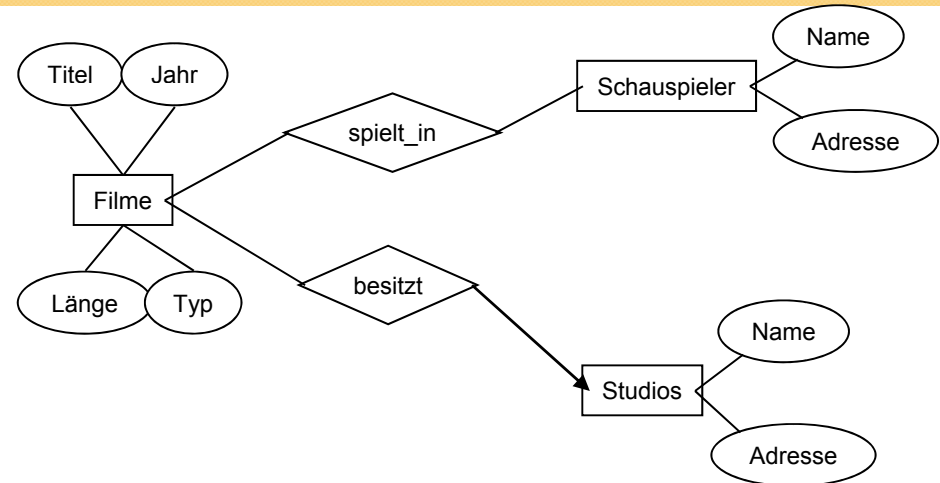 Name
Titel
Jahr
Schauspieler
spielt_in
Adresse
Filme
besitzt
Länge
Typ
Name
Studios
Adresse